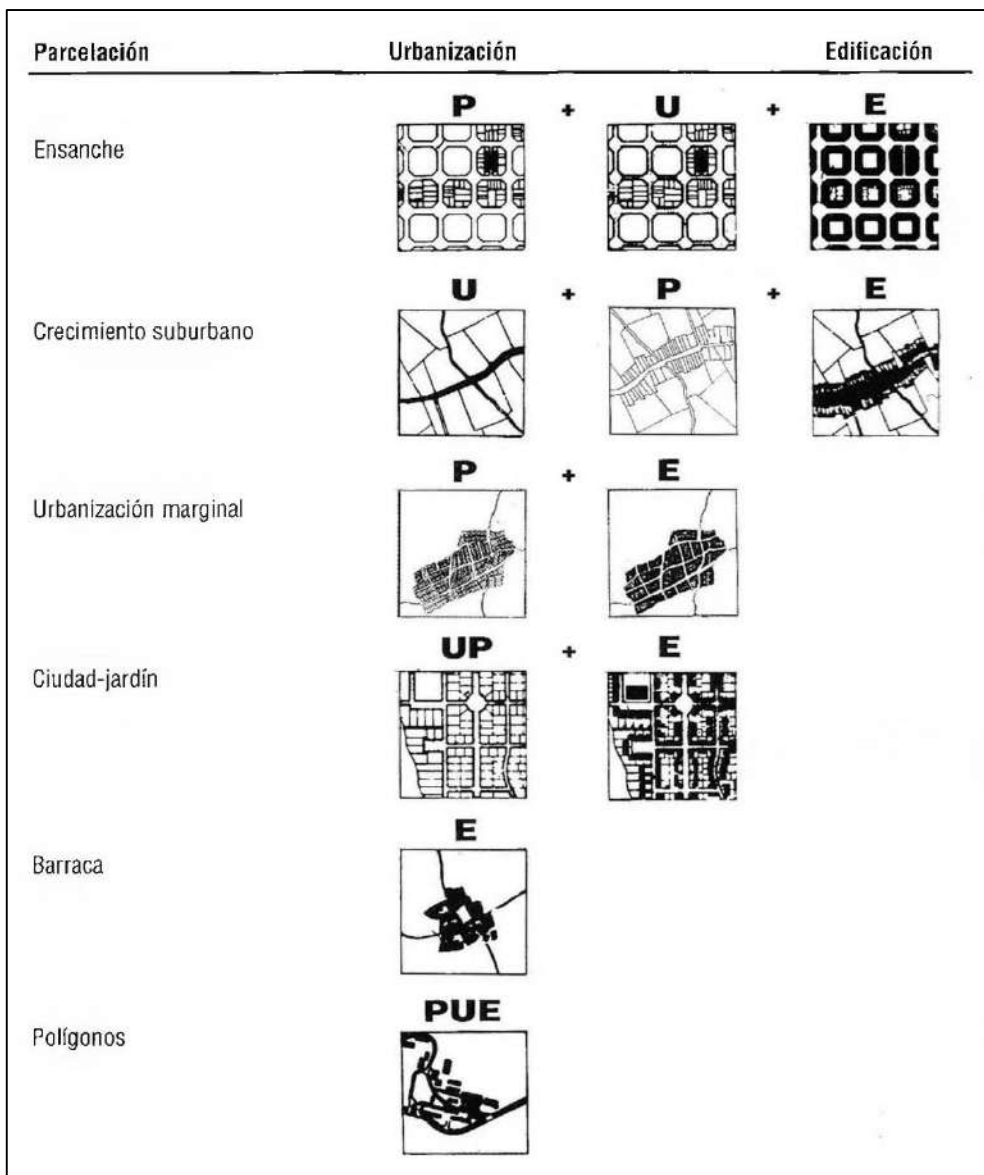 Parcelación Urbanización Edificación
P + U + E
Ensanche
U + P + E
Crecimiento suburbano
P + E
Urbanización marginal
UP + E
Ciudad-jardín
E
Barraca
PUE
Polígonos